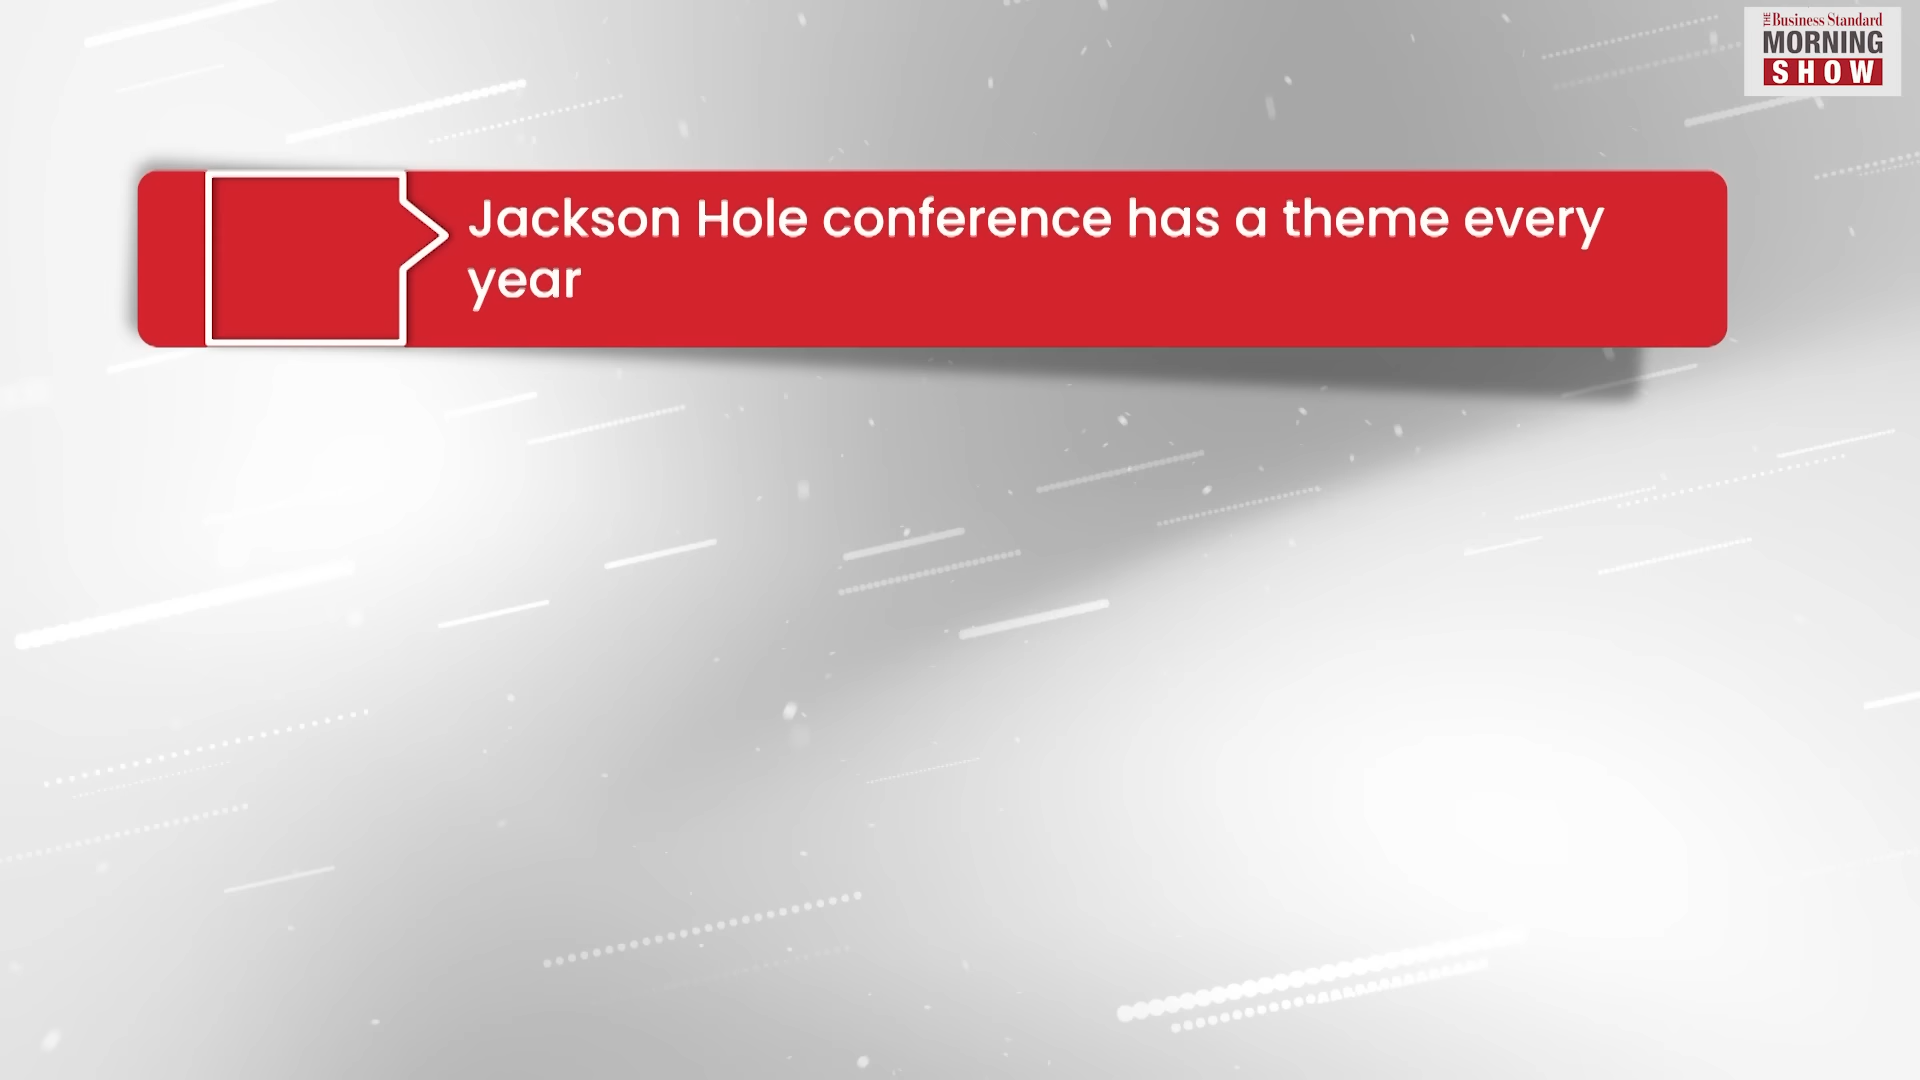 THE Business Standard
MORNING
SHOW
Jackson Hole conference has a theme every
year